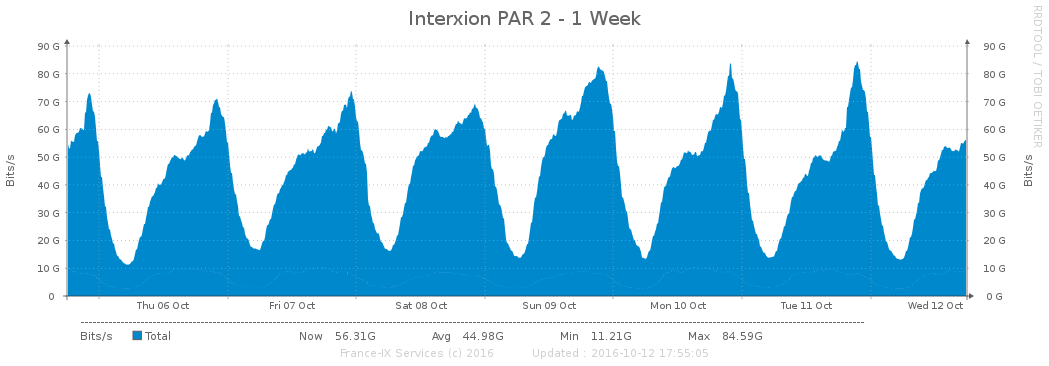 Interxion PAR 2 - 1 Week
RRDTOOL / TOBI OETIKER
Bits/s
90 G
80 G
70 G
60 G
50 G
40 G
30 G
20 G
10 G
0
90 G
80 G
70 G
60 G
50 G
40 G
30 G
20 G
10 G
0 G
Bits/s
Thu 06 Oct Fri 07 Oct Sat 08 Oct Sun 09 Oct Mon 10 Oct Tue 11 Oct Wed 12 Oct
Bits/s Total Now 56.31G Avg 44.98G Min 11.21G Max 84.59G
France-IX Services (c) 2016 Updated : 2016-10-12 17:55:05